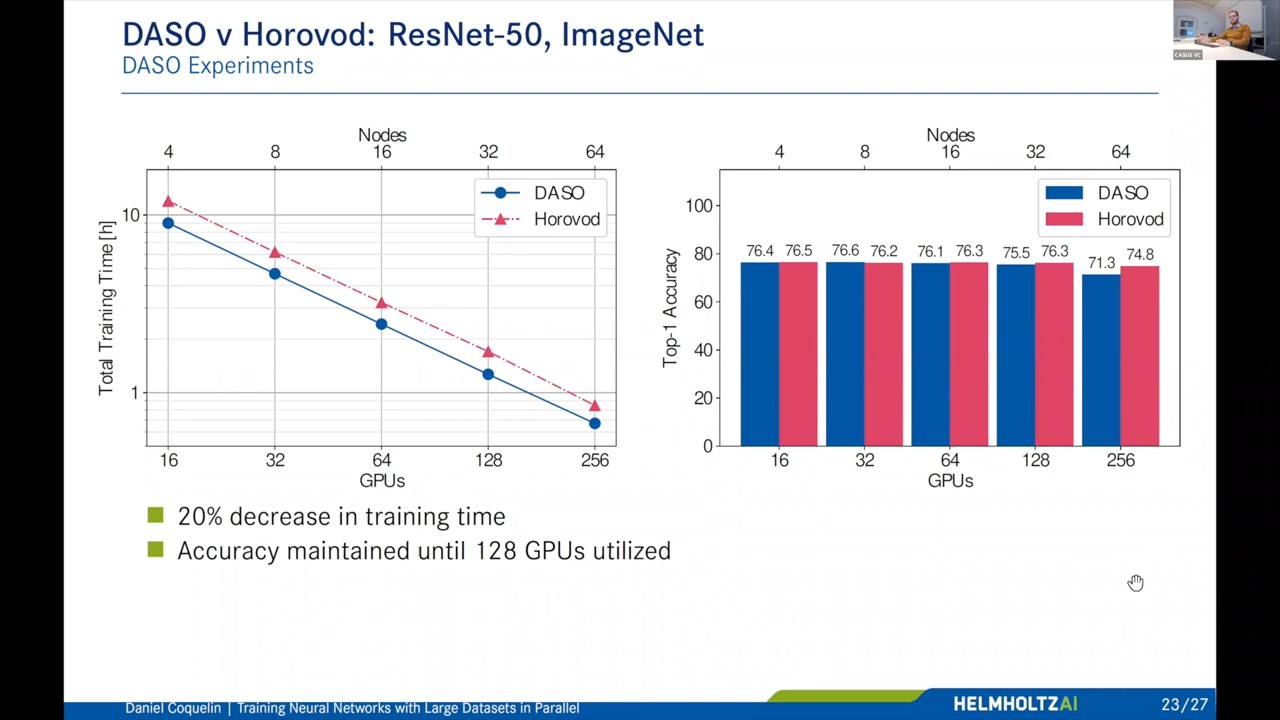 DASO v Horovod: ResNet-50, ImageNet
DASO Experiments
CASUS VC
Nodes
4 8 16 32 64
DASO
Horovod
10
1
Total Training Time [h]
16 32 64 128 256
GPUs
Nodes
4 8 16 32 64
DASO
Horovod
100
80
60
40
20
0
Top-1 Accuracy
76.4 76.5 76.6 76.2 76.1 76.3 75.5 76.3 71.3 74.8
16 32 64 128 256
GPUs
20% decrease in training time
Accuracy maintained until 128 GPUs utilized
Daniel Coquelin | Training Neural Networks with Large Datasets in Parallel
HELMHOLTZAI
23/27